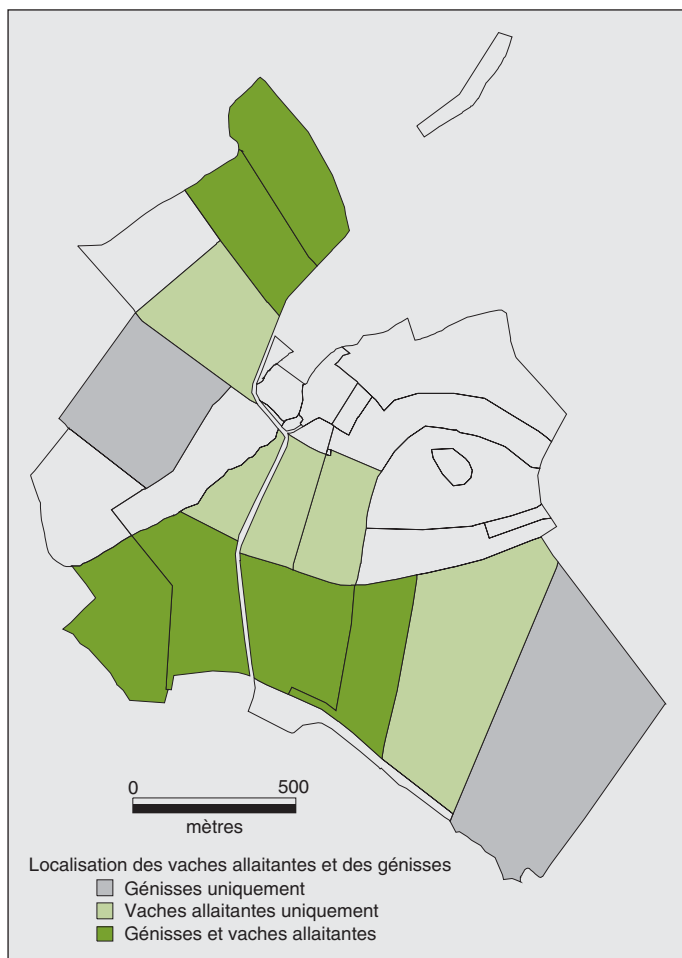 0 500
mètres
Localisation des vaches allaitantes et des génisses
Génisses uniquement
Vaches allaitantes uniquement
Génisses et vaches allaitantes